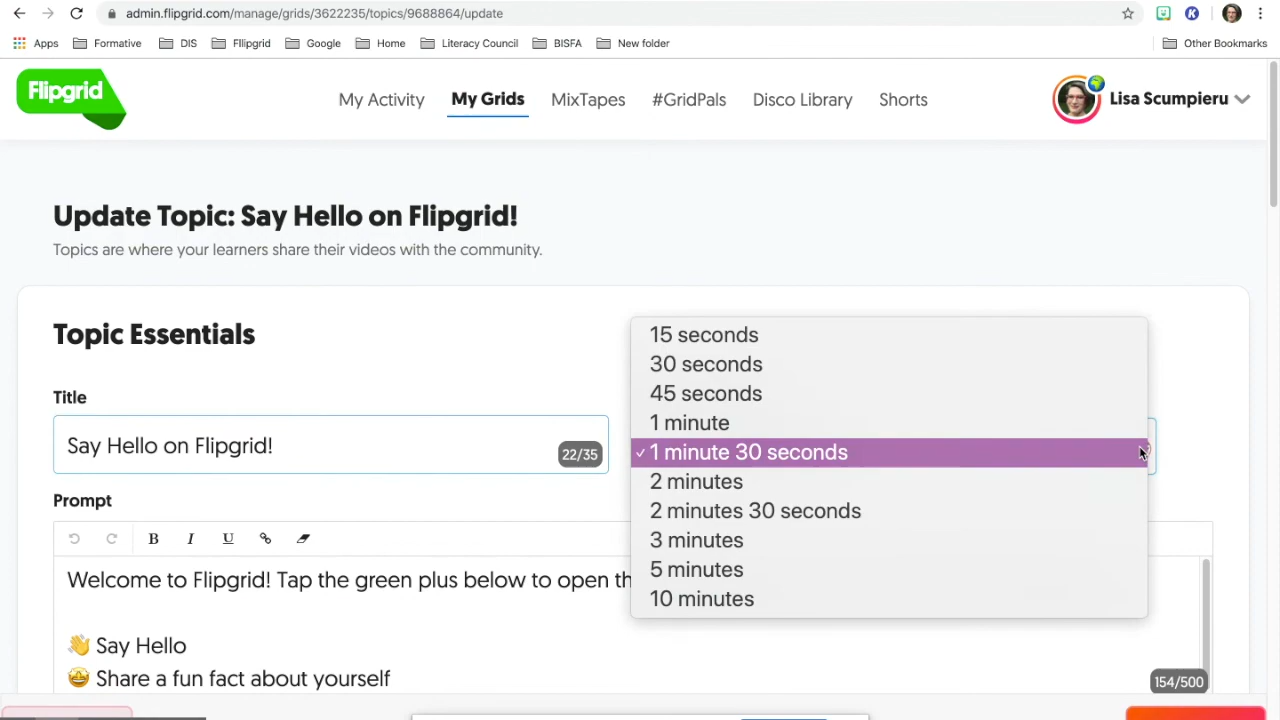 admin.flipgrid.com/manage/grids/3622235/topics/9688864/update
Apps Formative DIS Fllipgrid Google Home Literacy Council BISFA New folder Other Bookmarks
Flipgrid My Activity My Grids MixTapes #GridPals Disco Library Shorts Lisa Scumpieru
Update Topic: Say Hello on Flipgrid!
Topics are where your learners share their videos with the community.
Topic Essentials
Title
Say Hello on Flipgrid! 22/35
15 seconds
30 seconds
45 seconds
1 minute
✓ 1 minute 30 seconds
2 minutes
2 minutes 30 seconds
3 minutes
5 minutes
10 minutes
Prompt
B I U
Welcome to Flipgrid! Tap the green plus below to open th
👋 Say Hello
🤩 Share a fun fact about yourself
154/500